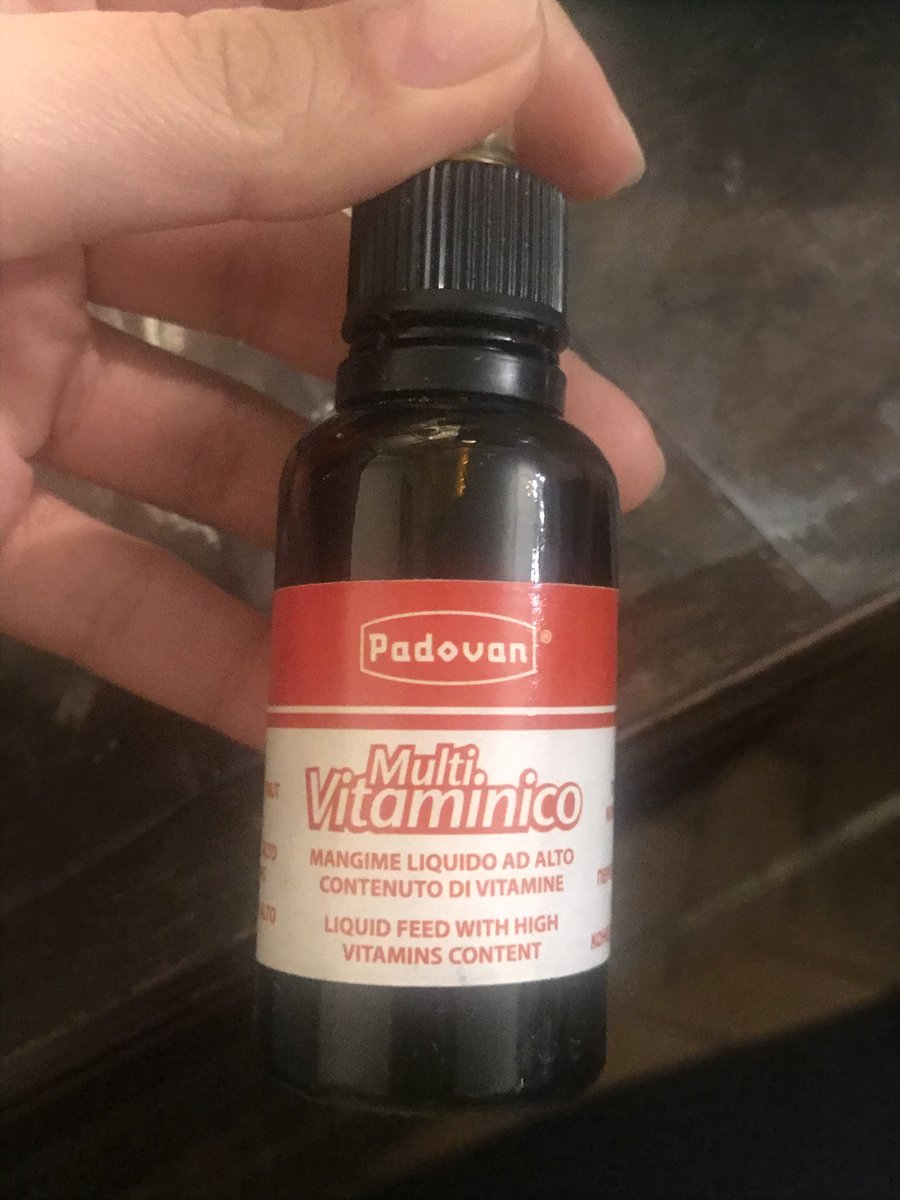 Padovan®
Multi
Vitaminico
MANGIME LIQUIDO AD ALTO
CONTENUTO DI VITAMINE
LIQUID FEED WITH HIGH
VITAMINS CONTENT